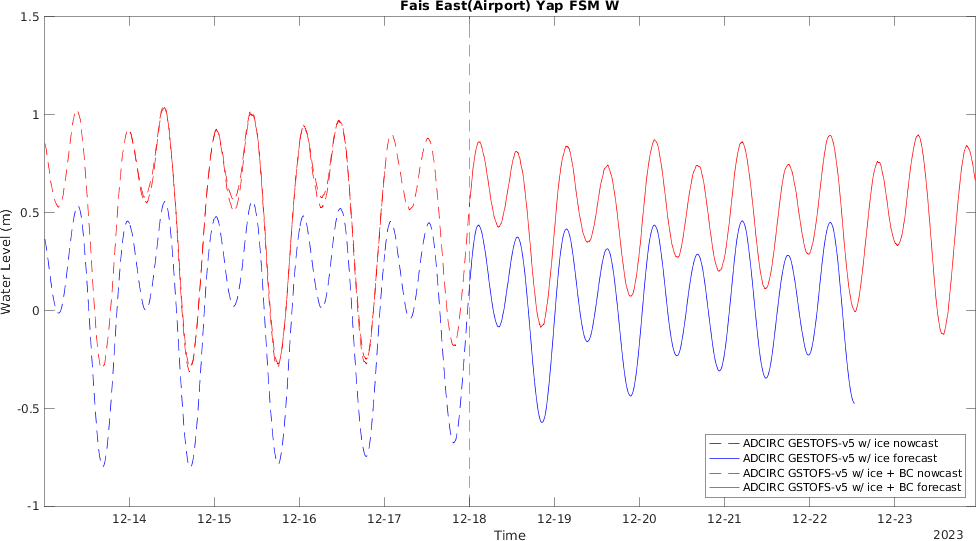 Fais East(Airport) Yap FSM W
1.5
1
0.5
0
-0.5
-1
Water Level (m)
12-14 12-15 12-16 12-17 12-18 12-19 12-20 12-21 12-22 12-23
Time
2023
ADCIRC GESTOFS-v5 w/ ice nowcast
ADCIRC GESTOFS-v5 w/ ice forecast
ADCIRC GSTOFS-v5 w/ ice + BC nowcast
ADCIRC GSTOFS-v5 w/ ice + BC forecast